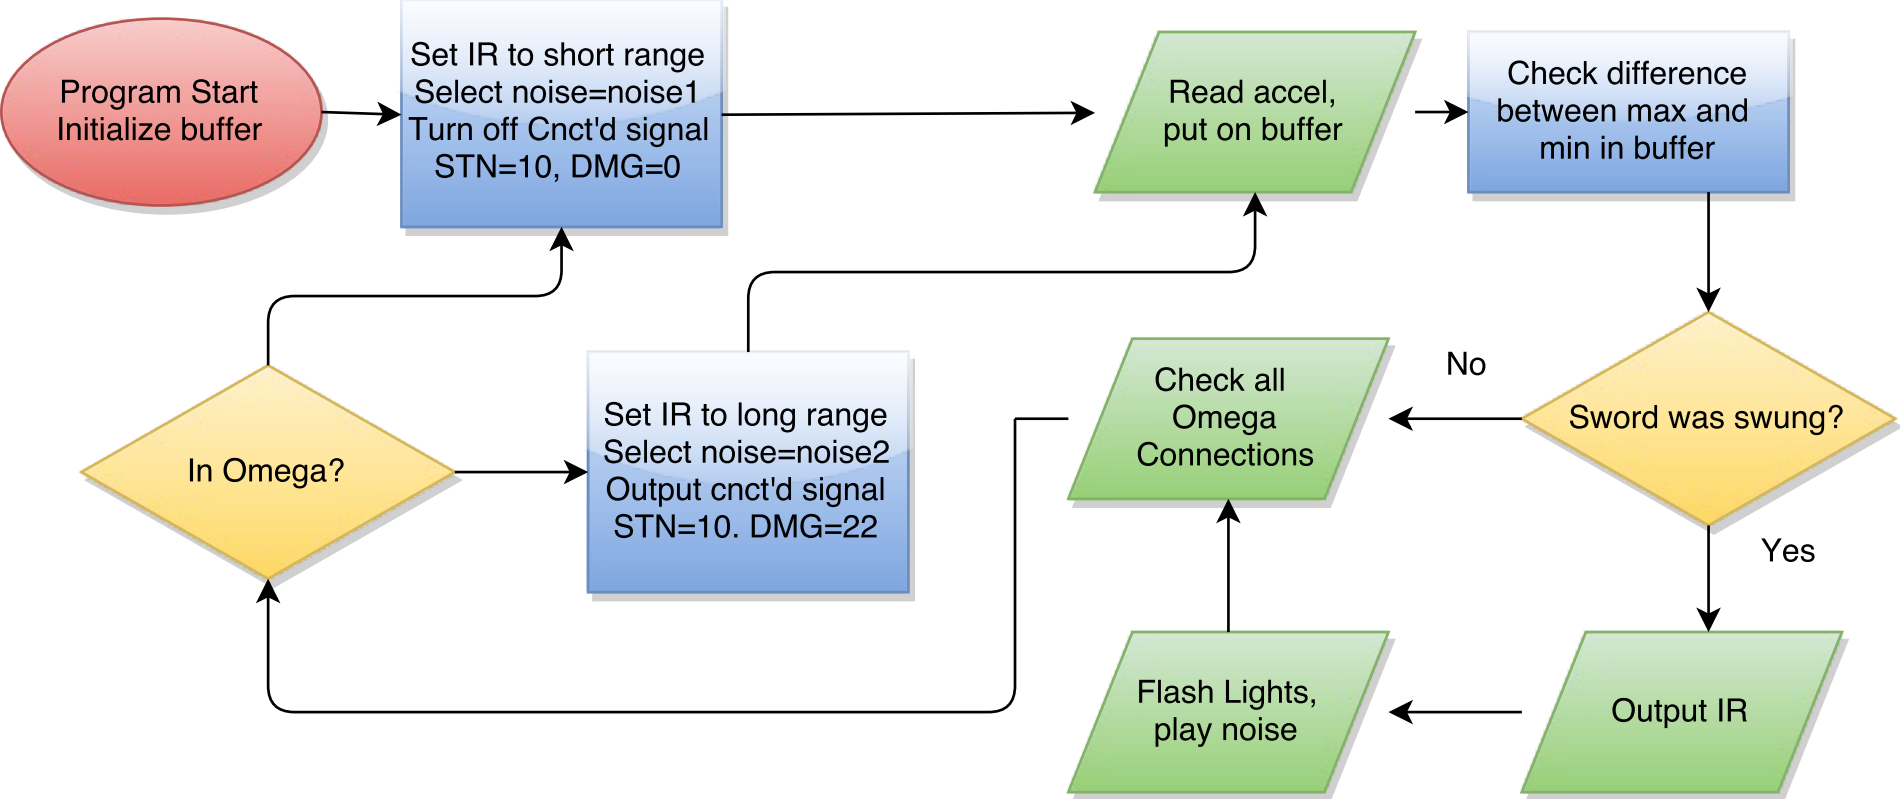 Program Start
Initialize buffer
Set IR to short range
Select noise=noise1
Turn off Cnct'd signal
STN=10, DMG=0
Read accel,
put on buffer
Check difference
between max and
min in buffer
Sword was swung?
No
Yes
Check all
Omega
Connections
In Omega?
Set IR to long range
Select noise=noise2
Output cnct'd signal
STN=10. DMG=22
Flash Lights,
play noise
Output IR